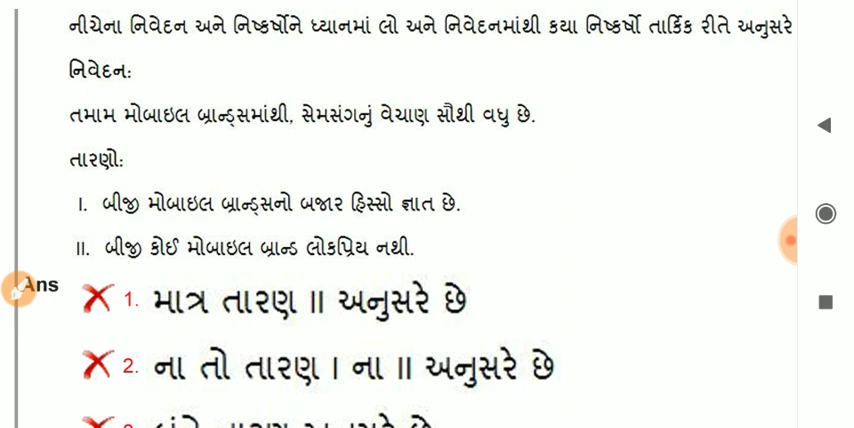 નીચેના નિવેદન અને નિષ્કર્ષોને ધ્યાનમાં લો અને નિવેદનમાંથી કયા નિષ્કર્ષો તાર્કિક રીતે અનુસરે
નિવેદન:
તમામ મોબાઇલ બ્રાન્ડ્સમાંથી, સેમસંગનું વેચાણ સૌથી વધુ છે.
તારણો:
I. બીજી મોબાઇલ બ્રાન્ડ્સનો બજાર હિસ્સો જ્ઞાત છે.
II. બીજી કોઈ મોબાઇલ બ્રાન્ડ લોકપ્રિય નથી.
Ans
1. માત્ર તારણ II અનુસરે છે
2. ના તો તારણ I ના II અનુસરે છે